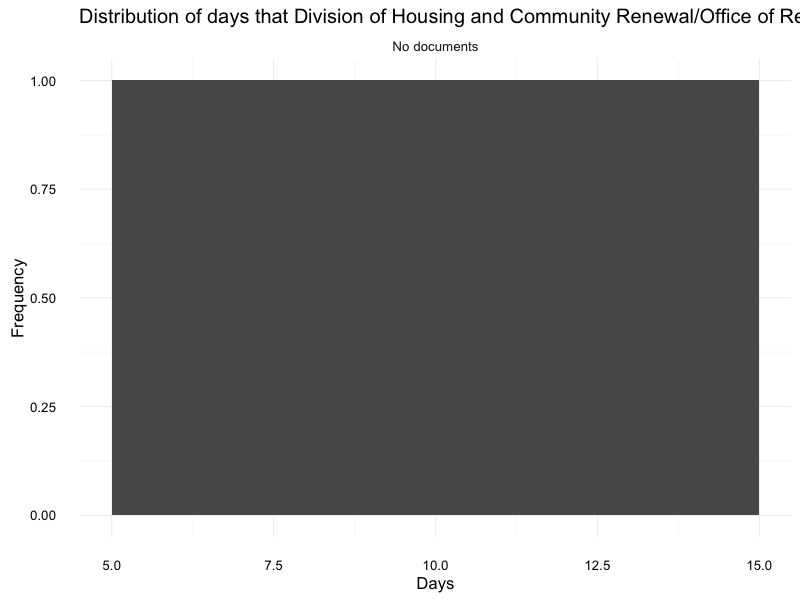 Distribution of days that Division of Housing and Community Renewal/Office of Re
No documents
1.00
0.75
0.50
0.25
0.00
Frequency
5.0 7.5 10.0 12.5 15.0
Days